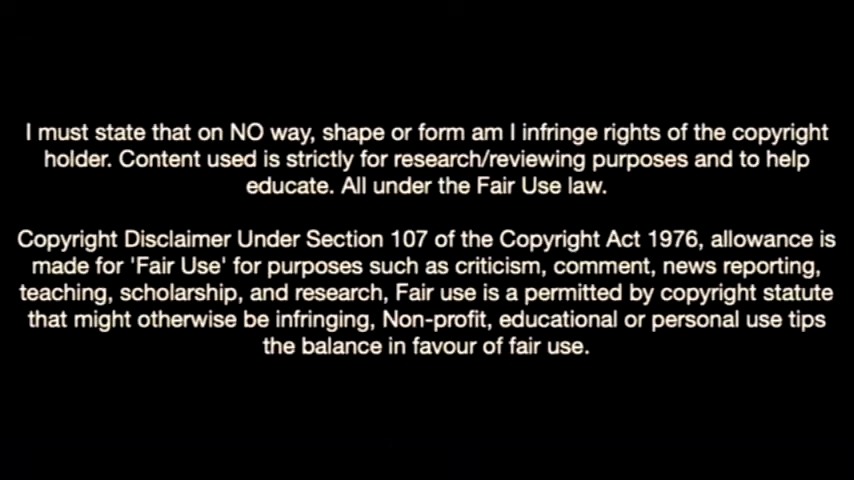 I must state that on NO way, shape or form am I infringe rights of the copyright
holder. Content used is strictly for research/reviewing purposes and to help
educate. All under the Fair Use law.
Copyright Disclaimer Under Section 107 of the Copyright Act 1976, allowance is
made for 'Fair Use' for purposes such as criticism, comment, news reporting,
teaching, scholarship, and research, Fair use is a permitted by copyright statute
that might otherwise be infringing, Non-profit, educational or personal use tips
the balance in favour of fair use.